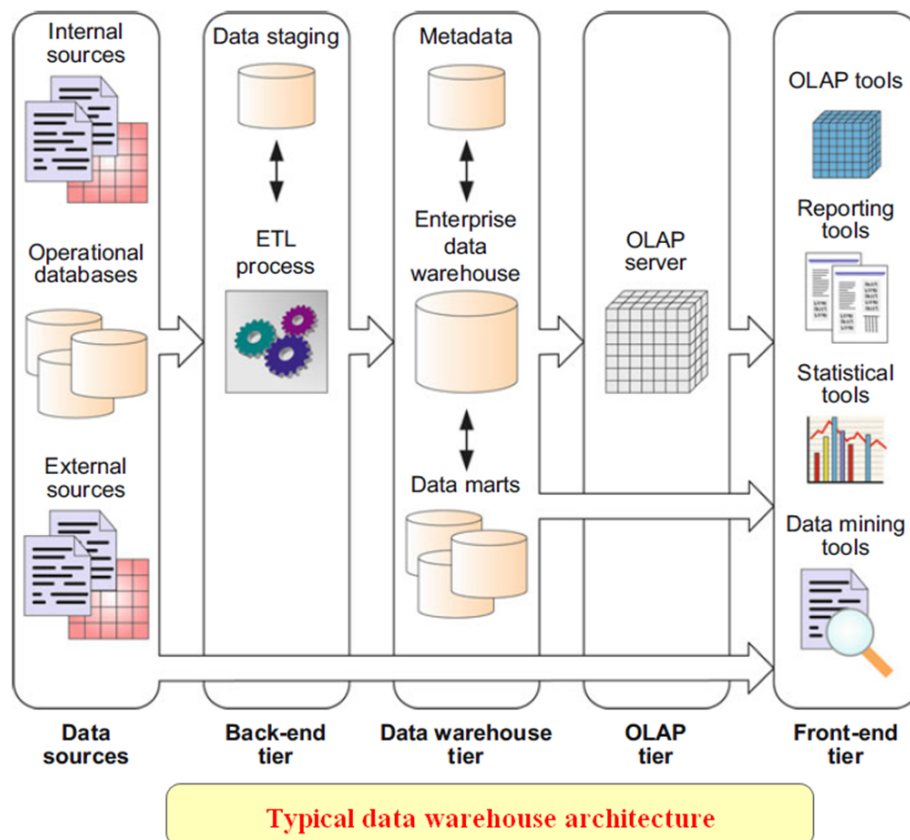 Internal
sources
Operational
databases
External
sources
Data
sources
Data staging
ETL
process
Back-end
tier
Metadata
Enterprise
data
warehouse
Data marts
Data warehouse
tier
OLAP
server
OLAP
tier
OLAP tools
Reporting
tools
Statistical
tools
Data mining
tools
Front-end
tier
Typical data warehouse architecture